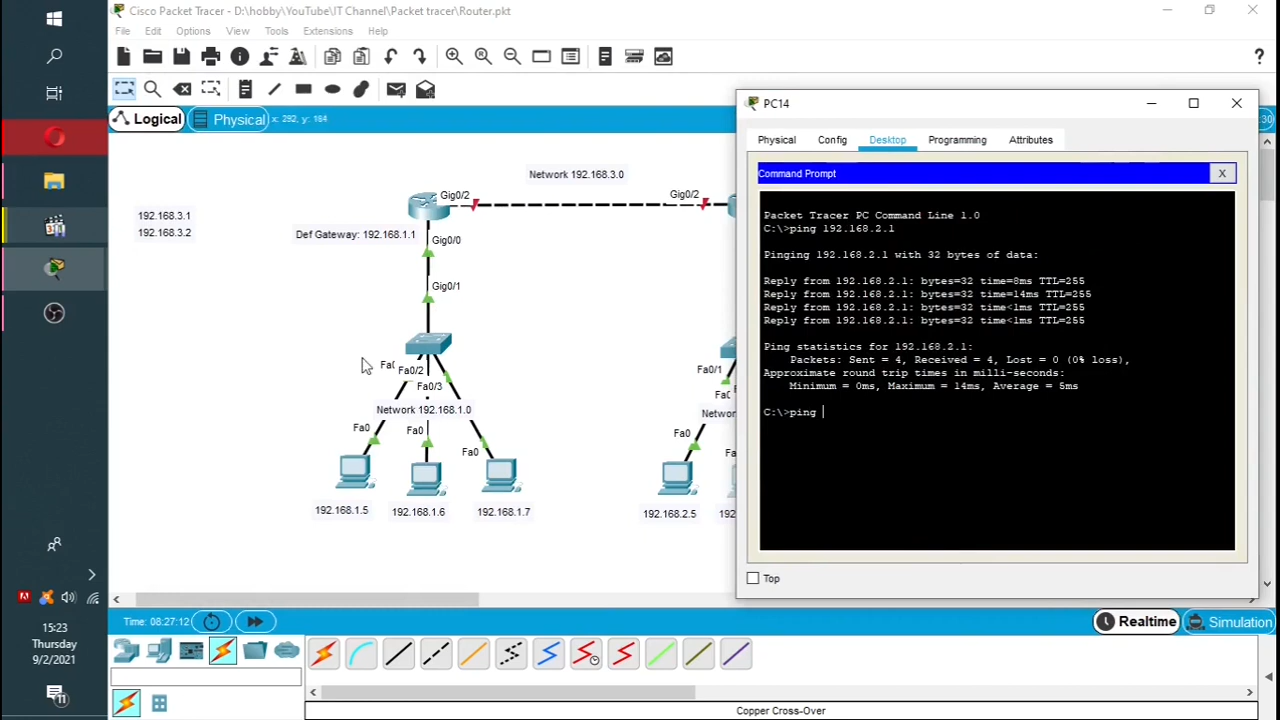 Cisco Packet Tracer - D:\hobby\YouTube\IT Channel\Packet tracer\Router.pkt
File Edit Options View Tools Extensions Help
Logical Physical x: 292, y: 164
PC14
Physical Config Desktop Programming Attributes
Command Prompt X
Packet Tracer PC Command Line 1.0
C:\>ping 192.168.2.1
Pinging 192.168.2.1 with 32 bytes of data:
Reply from 192.168.2.1: bytes=32 time=8ms TTL=255
Reply from 192.168.2.1: bytes=32 time=14ms TTL=255
Reply from 192.168.2.1: bytes=32 time<1ms TTL=255
Reply from 192.168.2.1: bytes=32 time<1ms TTL=255
Ping statistics for 192.168.2.1:
Packets: Sent = 4, Received = 4, Lost = 0 (0% loss),
Approximate round trip times in milli-seconds:
Minimum = 0ms, Maximum = 14ms, Average = 5ms
C:\>ping
Top
Network 192.168.3.0
Gig0/2
Gig0/2
192.168.3.1
192.168.3.2
Def Gateway: 192.168.1.1
Gig0/0
Gig0/1
Fa0/2
Fa0/3
Network 192.168.1.0
Fa0
Fa0
Fa0
192.168.1.5
192.168.1.6
192.168.1.7
Fa0/1
Fa0
192.168.2.5
Time: 08:27:12
Realtime Simulation
Copper Cross-Over
15:23
Thursday
9/2/2021
11